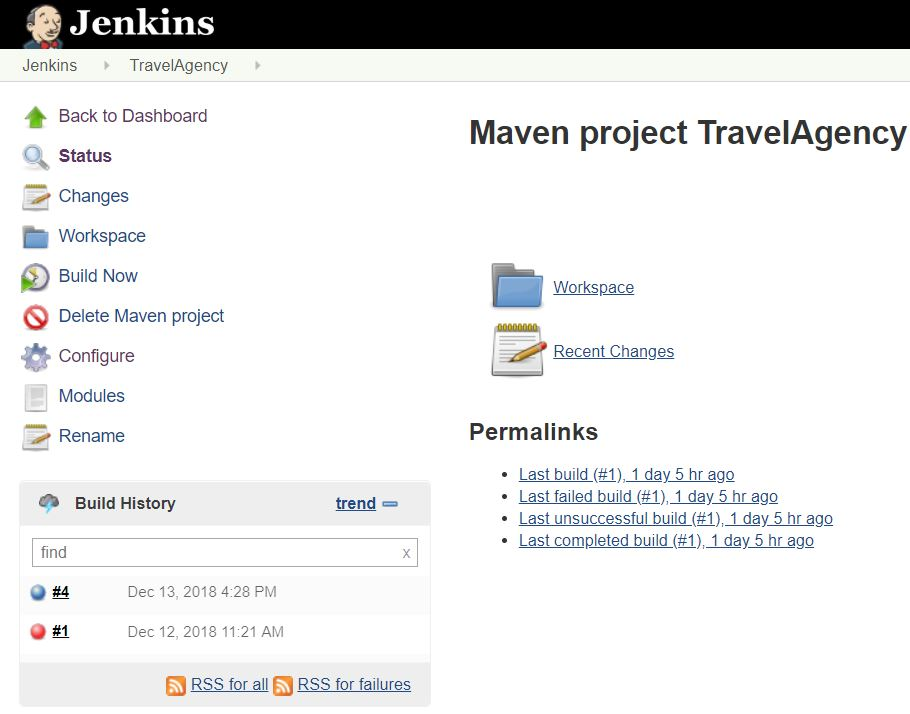 Jenkins
Jenkins TravelAgency
Back to Dashboard
Status
Changes
Workspace
Build Now
Delete Maven project
Configure
Modules
Rename
Build History trend
find x
#4 Dec 13, 2018 4:28 PM
#1 Dec 12, 2018 11:21 AM
RSS for all RSS for failures
Maven project TravelAgency
Workspace
Recent Changes
Permalinks
Last build (#1), 1 day 5 hr ago
Last failed build (#1), 1 day 5 hr ago
Last unsuccessful build (#1), 1 day 5 hr ago
Last completed build (#1), 1 day 5 hr ago